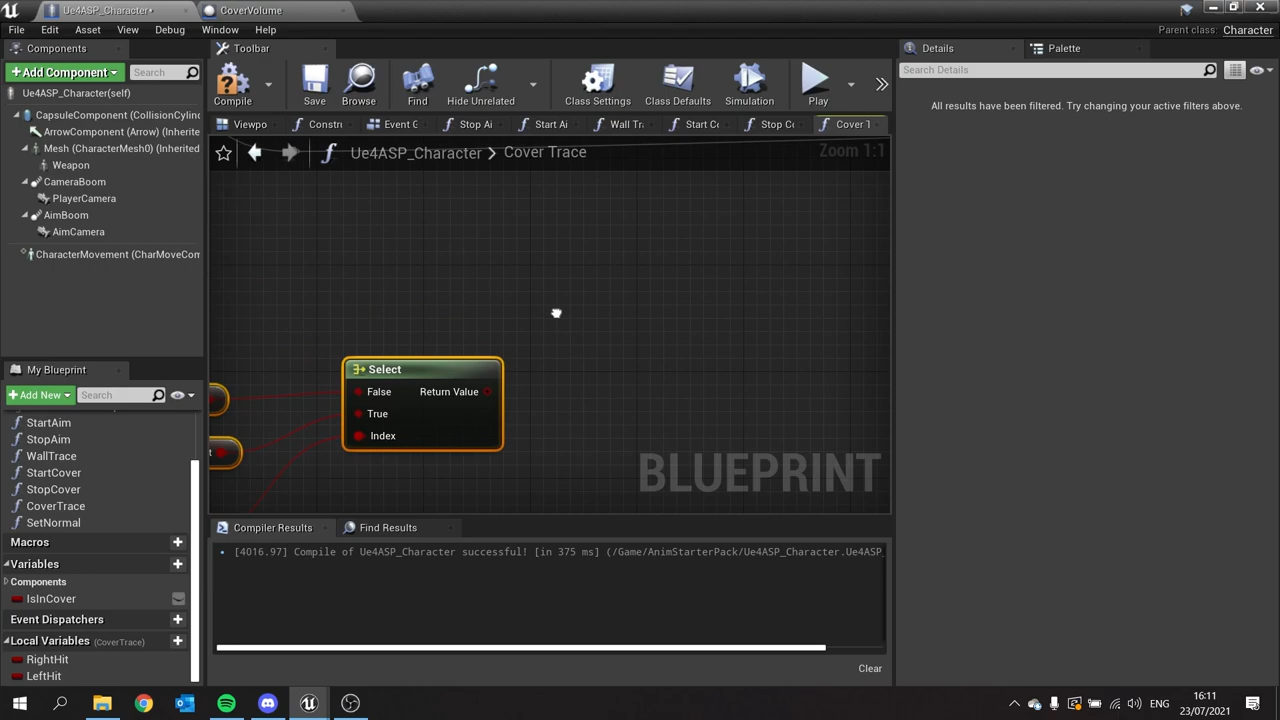 Ue4ASP_Character•
CoverVolume
File Edit Asset View Debug Window Help
Parent class: Character
Components
Toolbar
Details
Palette
Add Component
Search
Search Details
Ue4ASP_Character(self)
Compile
Save
Browse
Find
Hide Unrelated
Class Settings
Class Defaults
Simulation
Play
All results have been filtered. Try changing your active filters above.
CapsuleComponent (CollisionCylin
ArrowComponent (Arrow) (Inherite
Mesh (CharacterMesh0) (Inherited
Weapon
CameraBoom
PlayerCamera
AimBoom
AimCamera
CharacterMovement (CharMoveCom
Viewpo
Constru
Event G
Stop Ai
Start Ai
Wall Tr
Start Co
Stop Co
Cover T
Ue4ASP_Character > Cover Trace
Zoom 1:1
Select
False
Return Value
True
Index
t
BLUEPRINT
My Blueprint
Add New
Search
StartAim
StopAim
WallTrace
StartCover
StopCover
CoverTrace
SetNormal
Macros
Variables
Components
IsInCover
Event Dispatchers
Local Variables (CoverTrace)
RightHit
LeftHit
Compiler Results
Find Results
[4016.97] Compile of Ue4ASP_Character successful! [in 375 ms] (/Game/AnimStarterPack/Ue4ASP_Character.Ue4ASP_
Clear
ENG
16:11
23/07/2021